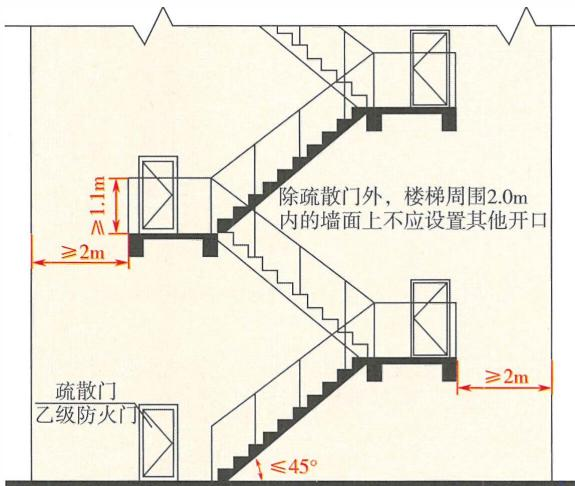 除疏散门外，楼梯周围2.0m
内的墙面上不应设置其他开口
≥1.1m
≥2m
≥2m
疏散门
乙级防火门
≤45°